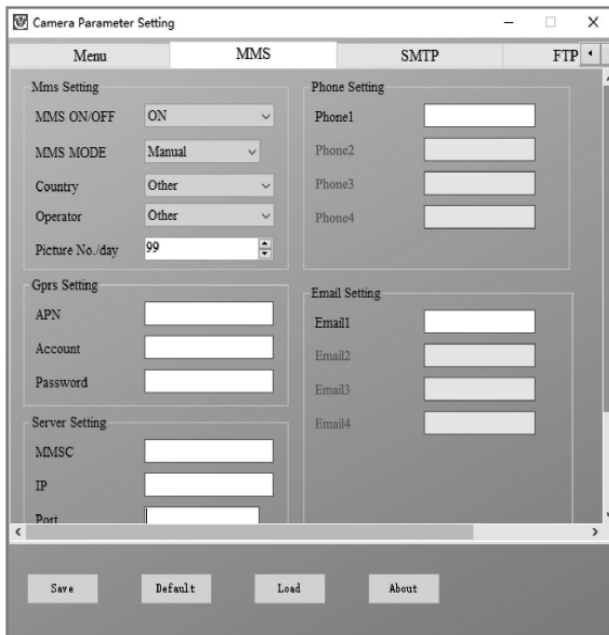 Camera Parameter Setting
Menu MMS SMTP FTP
Mms Setting
MMS ON/OFF ON
MMS MODE Manual
Country Other
Operator Other
Picture No./day 99
Gprs Setting
APN
Account
Password
Server Setting
MMSC
IP
Port
Phone Setting
Phone1
Phone2
Phone3
Phone4
Email Setting
Email1
Email2
Email3
Email4
Save Default Load About